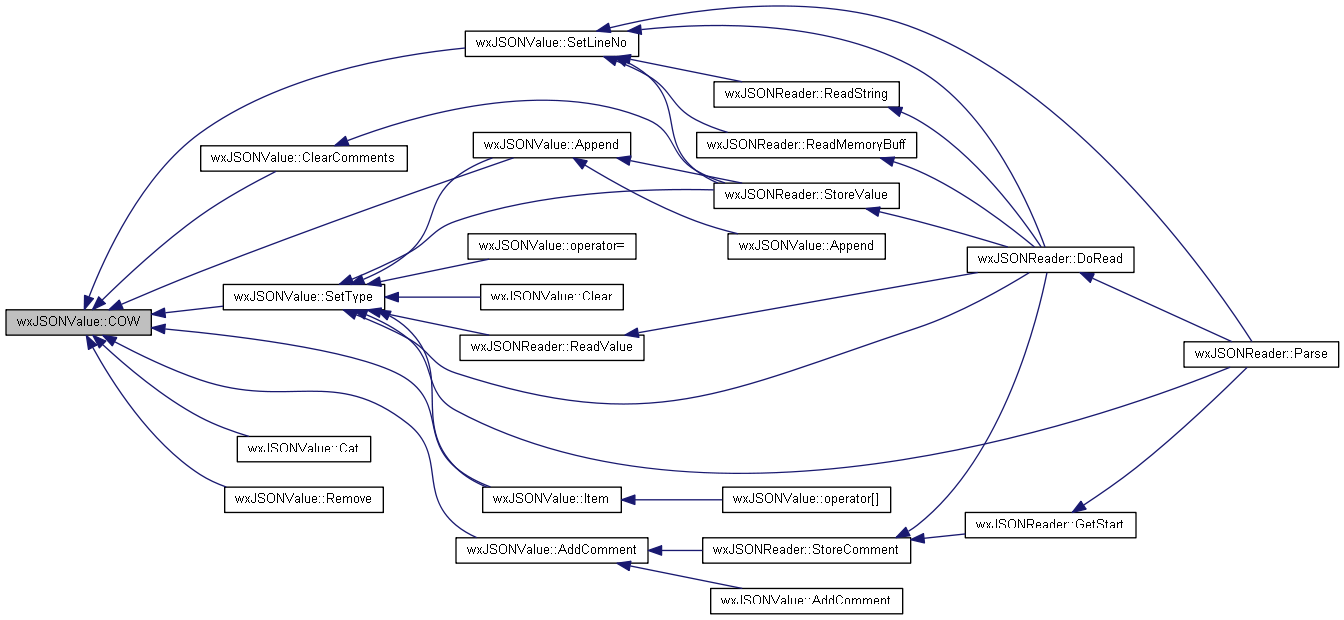 wxJSONValue::SetLineNo
wxJSONReader::ReadString
wxJSONReader::ReadMemoryBuff
wxJSONValue::Append
wxJSONValue::ClearComments
wxJSONReader::StoreValue
wxJSONValue::operator=
wxJSONValue::Append
wxJSONReader::DoRead
wxJSONValue::SetType
wxJSONValue::Clear
wxJSONValue::COW
wxJSONReader::ReadValue
wxJSONReader::Parse
wxJSONValue::Cat
wxJSONValue::Remove
wxJSONValue::Item
wxJSONValue::operator[]
wxJSONReader::GetStart
wxJSONValue::AddComment
wxJSONReader::StoreComment
wxJSONValue::AddComment